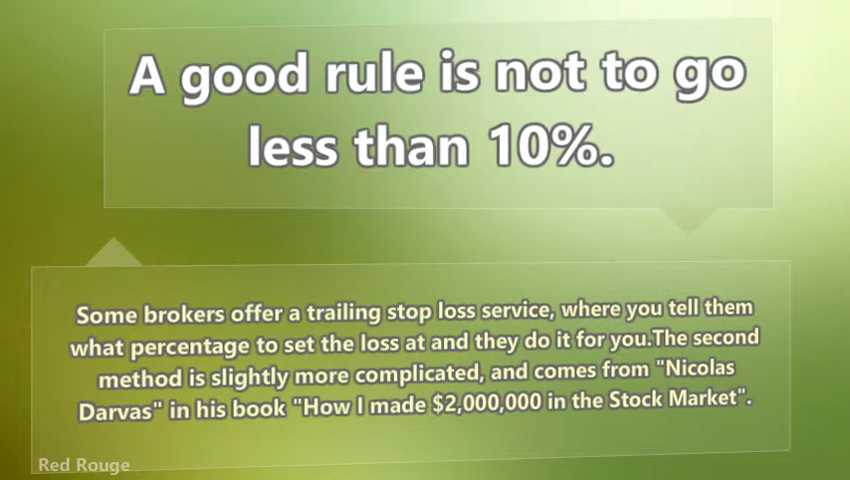 A good rule is not to go
less than 10%.
Some brokers offer a trailing stop loss service, where you tell them
what percentage to set the loss at and they do it for you.The second
method is slightly more complicated, and comes from "Nicolas
Darvas" in his book "How I made $2,000,000 in the Stock Market".
Red Rouge